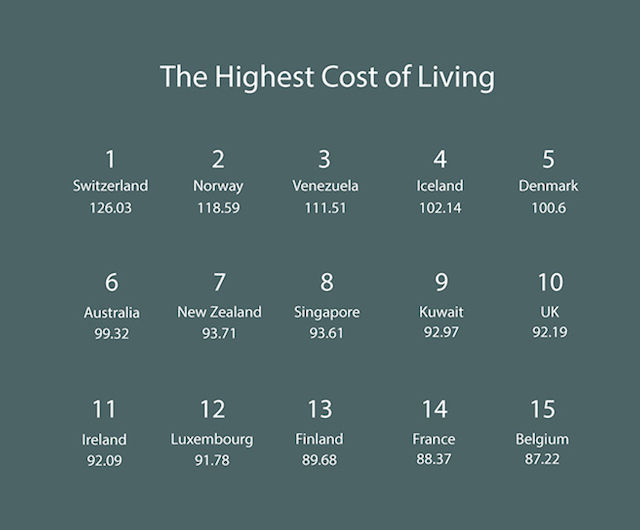 The Highest Cost of Living
1 2 3 4 5
Switzerland Norway Venezuela Iceland Denmark
126.03 118.59 111.51 102.14 100.6
6 7 8 9 10
Australia New Zealand Singapore Kuwait UK
99.32 93.71 93.61 92.97 92.19
11 12 13 14 15
Ireland Luxembourg Finland France Belgium
92.09 91.78 89.68 88.37 87.22